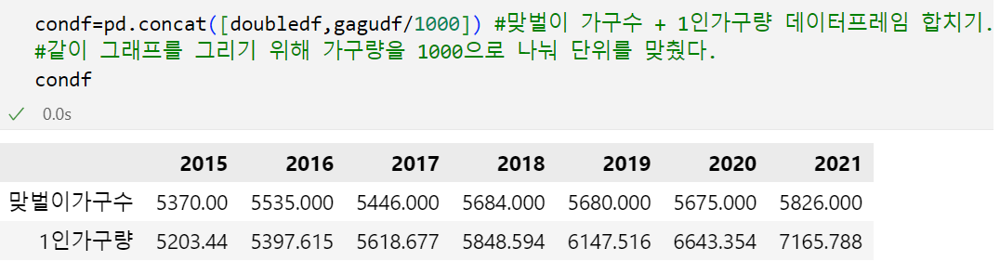 condf=pd.concat([doubledf,gagudf/1000]) #맞벌이 가구수 + 1인가구량 데이터프레임 합치기.
#같이 그래프를 그리기 위해 가구량을 1000으로 나눠 단위를 맞췄다.
condf
0.0s
2015 2016 2017 2018 2019 2020 2021
맞벌이가구수 5370.00 5535.000 5446.000 5684.000 5680.000 5675.000 5826.000
1인가구량 5203.44 5397.615 5618.677 5848.594 6147.516 6643.354 7165.788